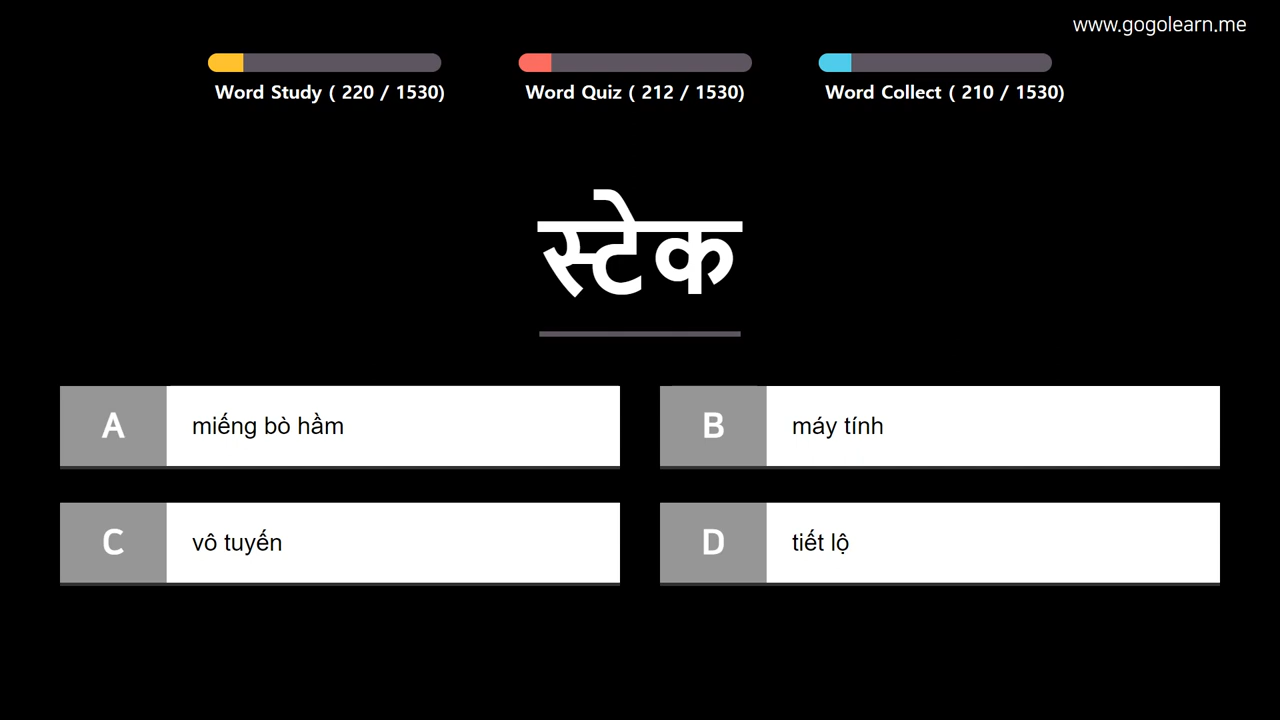 www.gogolearn.me
Word Study ( 220 / 1530)
Word Quiz ( 212 / 1530)
Word Collect ( 210 / 1530)
स्टेक
A miếng bò hầm
B máy tính
C vô tuyến
D tiết lộ